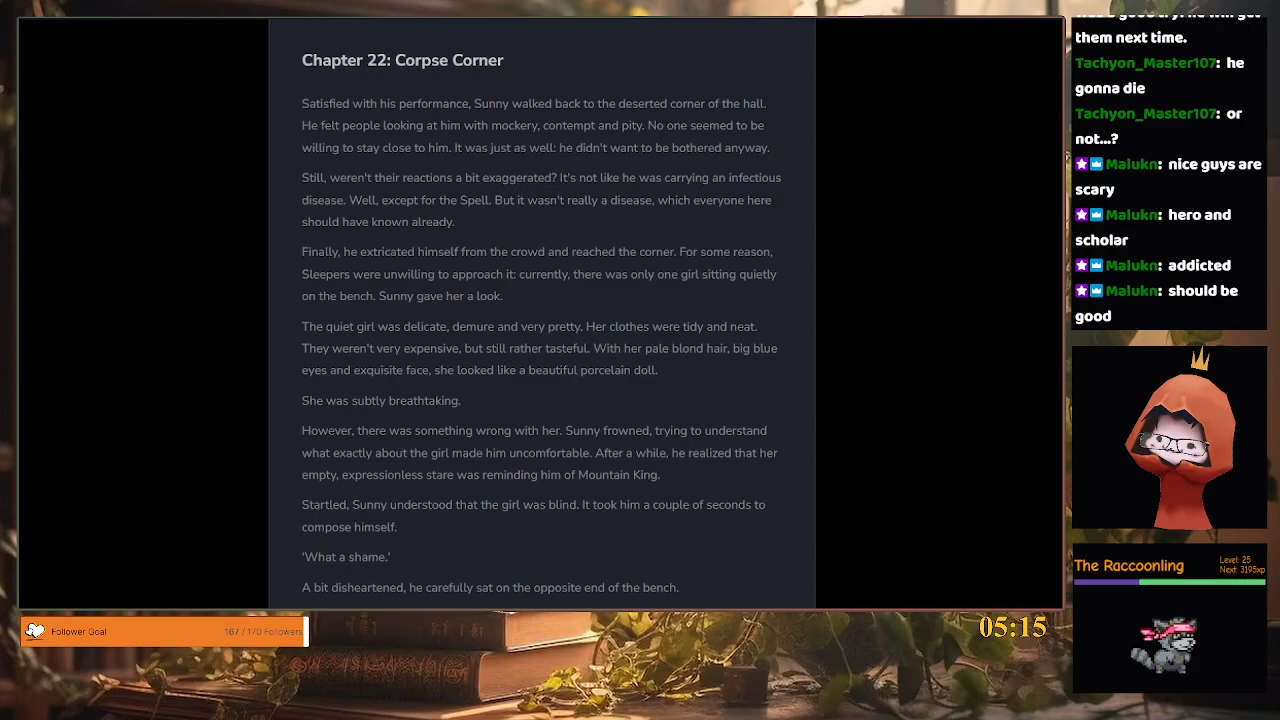 Chapter 22: Corpse Corner
Satisfied with his performance, Sunny walked back to the deserted corner of the hall.
He felt people looking at him with mockery, contempt and pity. No one seemed to be
willing to stay close to him. It was just as well: he didn't want to be bothered anyway.
Still, weren't their reactions a bit exaggerated? It's not like he was carrying an infectious
disease. Well, except for the Spell. But it wasn't really a disease, which everyone here
should have known already.
Finally, he extricated himself from the crowd and reached the corner. For some reason,
Sleepers were unwilling to approach it: currently, there was only one girl sitting quietly
on the bench. Sunny gave her a look.
The quiet girl was delicate, demure and very pretty. Her clothes were tidy and neat.
They weren't very expensive, but still rather tasteful. With her pale blond hair, big blue
eyes and exquisite face, she looked like a beautiful porcelain doll.
She was subtly breathtaking.
However, there was something wrong with her. Sunny frowned, trying to understand
what exactly about the girl made him uncomfortable. After a while, he realized that her
empty, expressionless stare was reminding him of Mountain King.
Startled, Sunny understood that the girl was blind. It took him a couple of seconds to
compose himself.
'What a shame.'
A bit disheartened, he carefully sat on the opposite end of the bench.
them next time.
Tachyon_Master107: he
gonna die
Tachyon_Master107: or
not...?
Malukn: nice guys are
scary
Malukn: hero and
scholar
Malukn: addicted
Malukn: should be
good
The Raccoonling
Level: 25
Next: 3195xp
Follower Goal
167 / 170 Followers
05:15